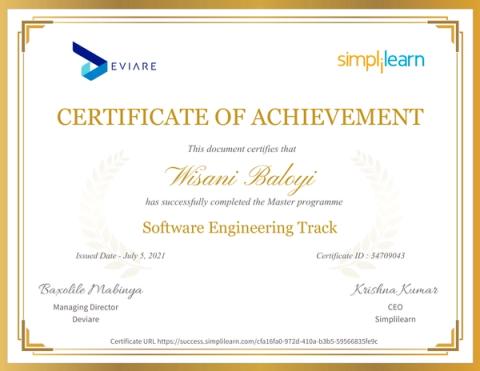 EVIARE
simplilearn
CERTIFICATE OF ACHIEVEMENT
This document certifies that
Wisani Baloyi
has successfully completed the Master programme
Software Engineering Track
Issued Date - July 5, 2021
Certificate ID : 34709043
Baxolile Mabinya
Krishna Kumar
Managing Director
CEO
Deviare
Simplilearn
Certificate URL https://success.simplilearn.com/cfa16fa0-972d-410a-b3b5-59566835fe9c